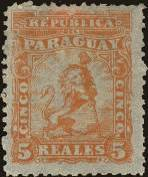 REPUBLICA
DEL
PARAGUAY
CINCO
CINCO
5 REALES 5